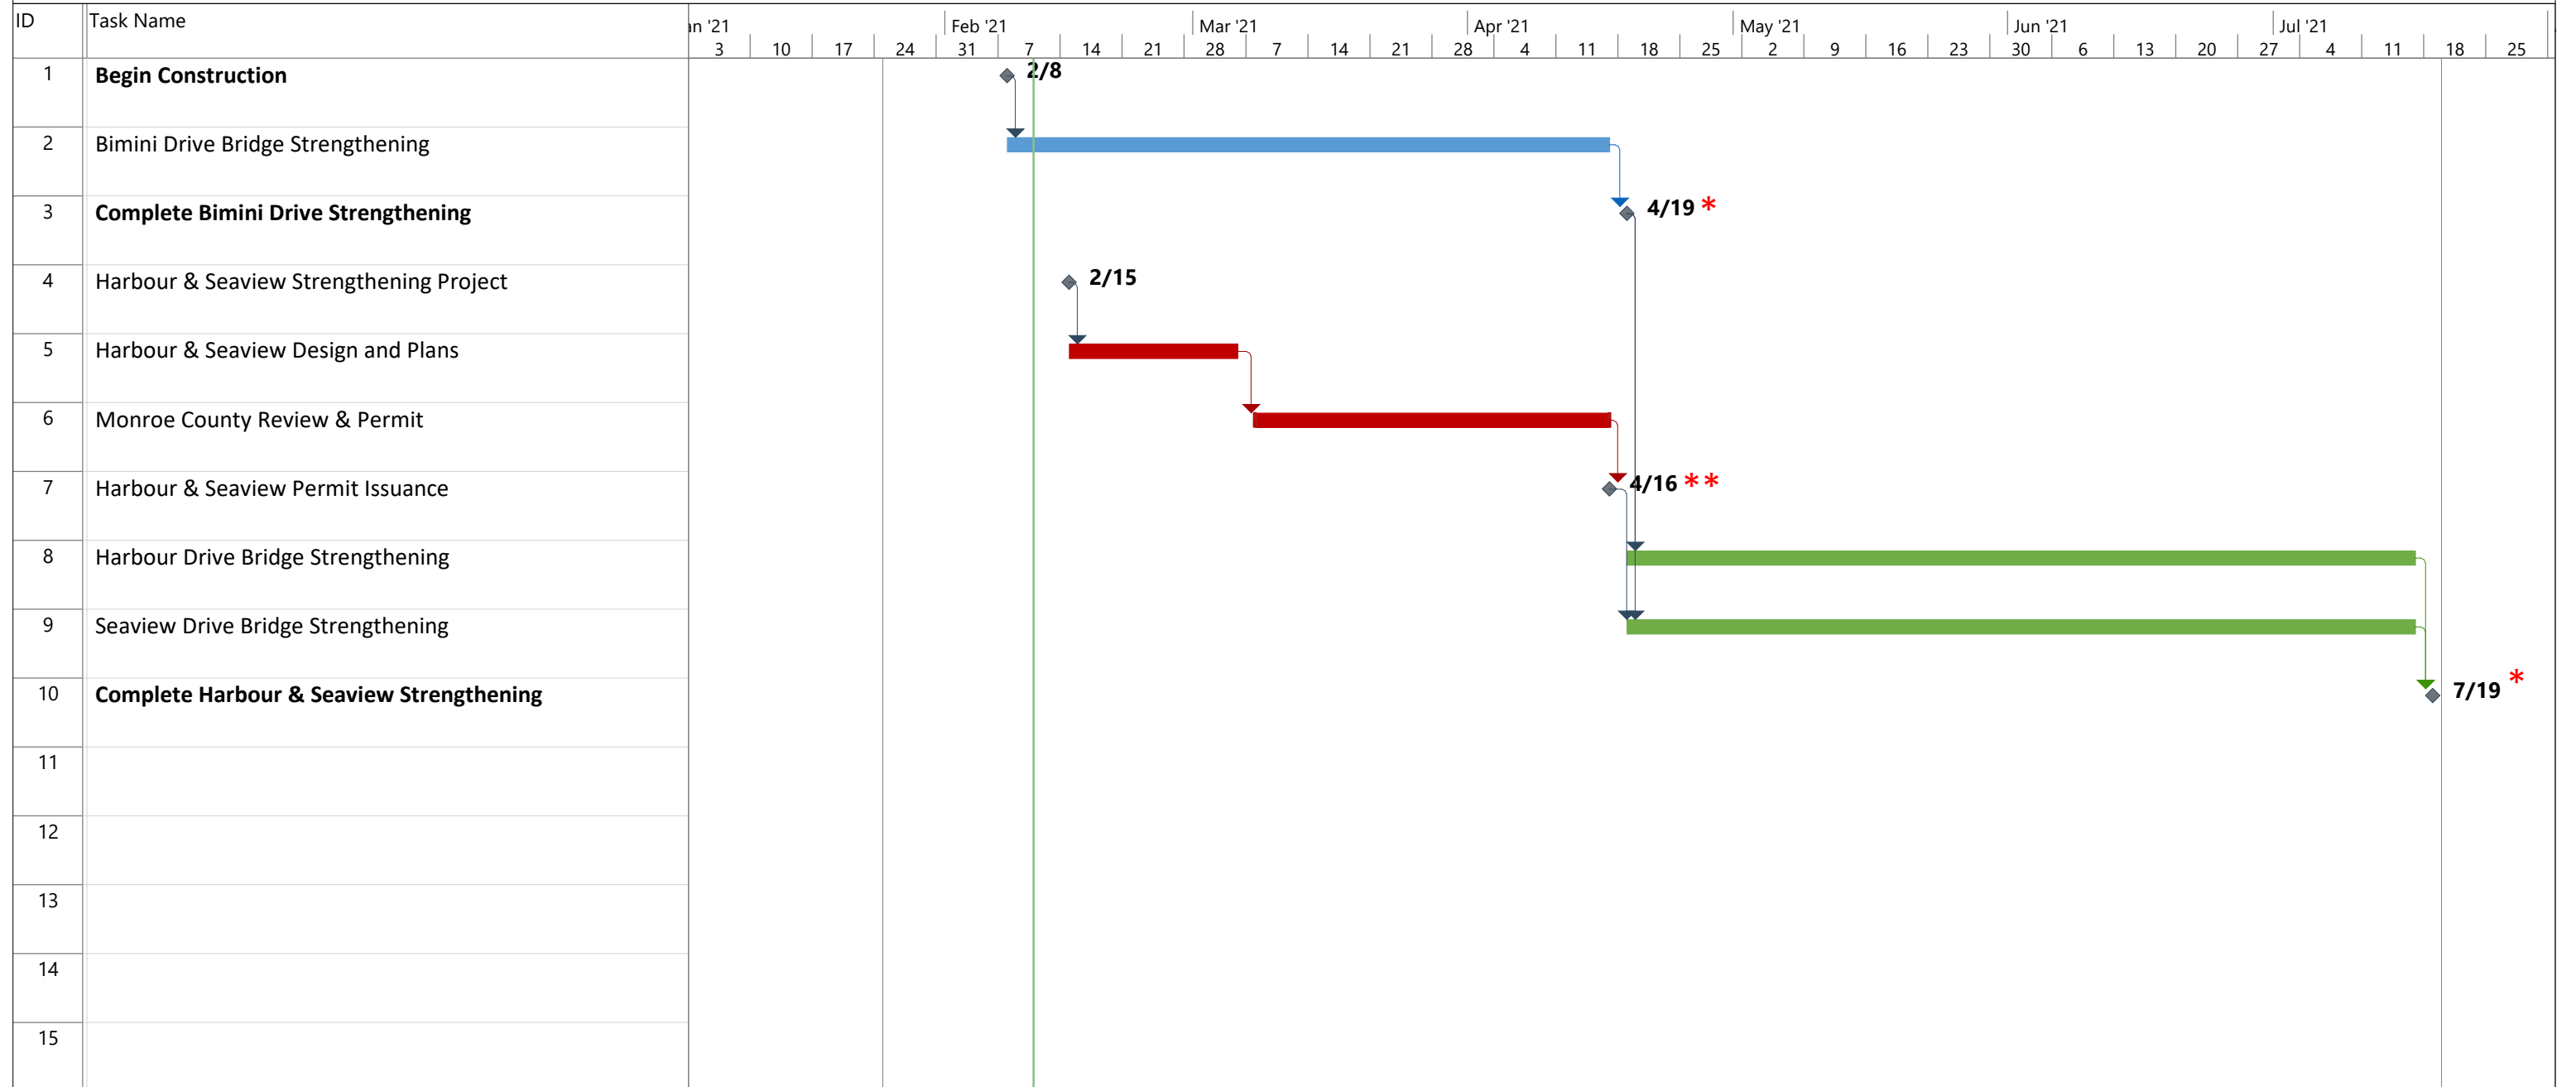 ID Task Name an '21 Feb '21 Mar '21 Apr '21 May '21 Jun '21 Jul '21
3 10 17 24 31 7 14 21 28 7 14 21 28 4 11 18 25 2 9 16 23 30 6 13 20 27 4 11 18 25
1 Begin Construction 2/8
2 Bimini Drive Bridge Strengthening
3 Complete Bimini Drive Strengthening 4/19 *
4 Harbour & Seaview Strengthening Project 2/15
5 Harbour & Seaview Design and Plans
6 Monroe County Review & Permit
7 Harbour & Seaview Permit Issuance 4/16 * *
8 Harbour Drive Bridge Strengthening
9 Seaview Drive Bridge Strengthening
10 Complete Harbour & Seaview Strengthening 7/19 *
11
12
13
14
15